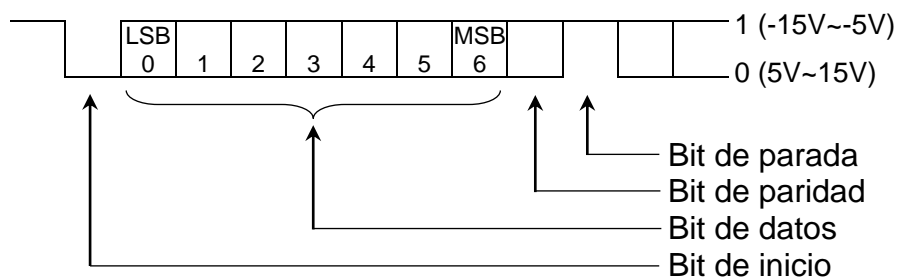 LSB MSB 1 (-15V~-5V)
0 1 2 3 4 5 6 0 (5V~15V)
Bit de parada
Bit de paridad
Bit de datos
Bit de inicio